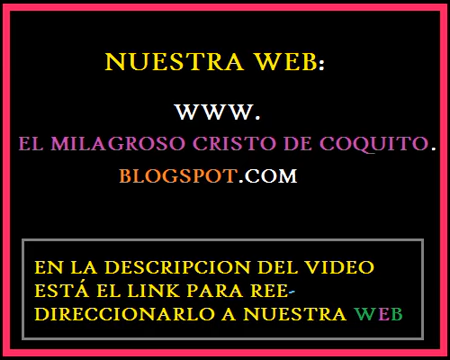 NUESTRA WEB:
WWW.
EL MILAGROSO CRISTO DE COQUITO.
BLOGSPOT.COM
EN LA DESCRIPCION DEL VIDEO
ESTÁ EL LINK PARA REE-
DIRECCIONARLO A NUESTRA WEB